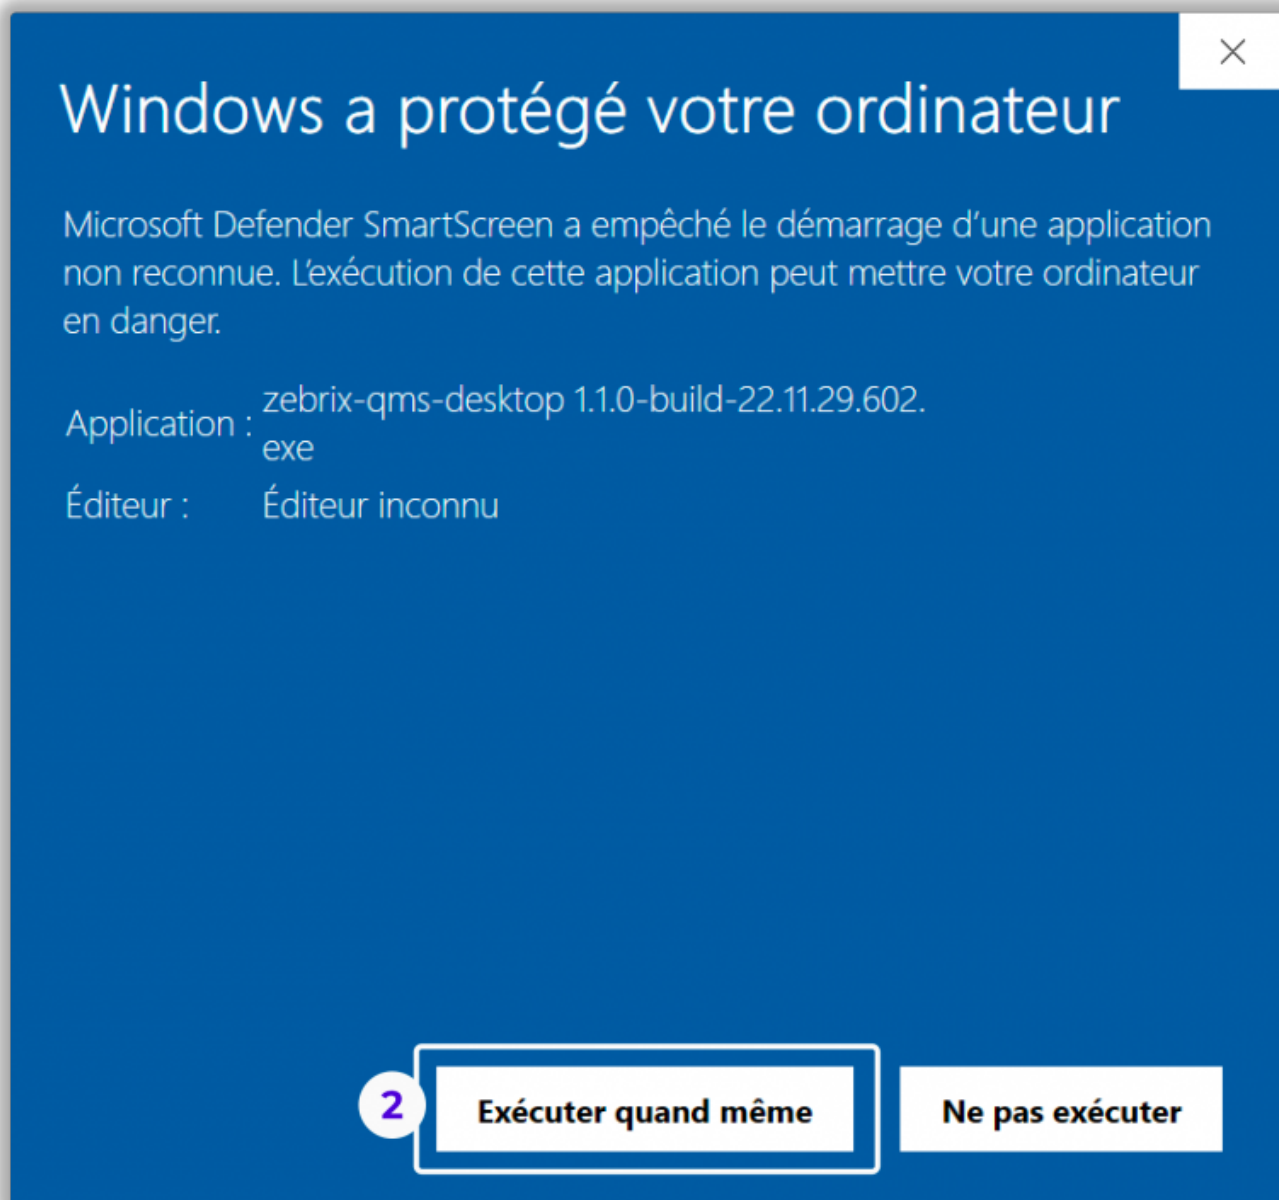 Windows a protégé votre ordinateur
Microsoft Defender SmartScreen a empêché le démarrage d’une application
non reconnue. L’exécution de cette application peut mettre votre ordinateur
en danger.
Application : zebrix-qms-desktop 1.1.0-build-22.11.29.602.
exe
Éditeur : Éditeur inconnu
2 Exécuter quand même Ne pas exécuter